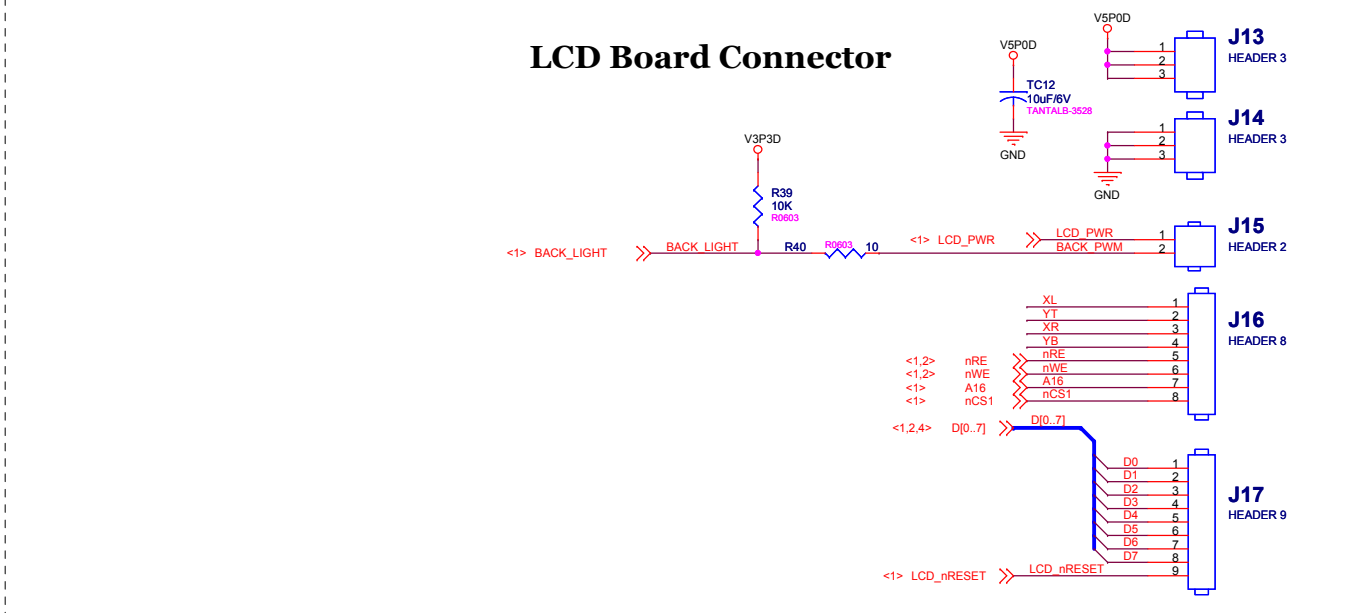 LCD Board Connector
V5P0D
TC12
10uF/6V
TANTALB-3528
GND
V5P0D
1
2
3
J13
HEADER 3
1
2
3
J14
HEADER 3
GND
V3P3D
R39
10K
R0603
<1> BACK_LIGHT
BACK_LIGHT
R40
R0603
10
<1> LCD_PWR
LCD_PWR
BACK_PWM
1
2
J15
HEADER 2
XL 1
YT 2
XR 3
YB 4
<1,2> nRE nRE 5
<1,2> nWE nWE 6
<1> A16 A16 7
<1> nCS1 nCS1 8
J16
HEADER 8
<1,2,4> D[0..7] D[0..7]
D0 1
D1 2
D2 3
D3 4
D4 5
D5 6
D6 7
D7 8
<1> LCD_nRESET LCD_nRESET 9
J17
HEADER 9